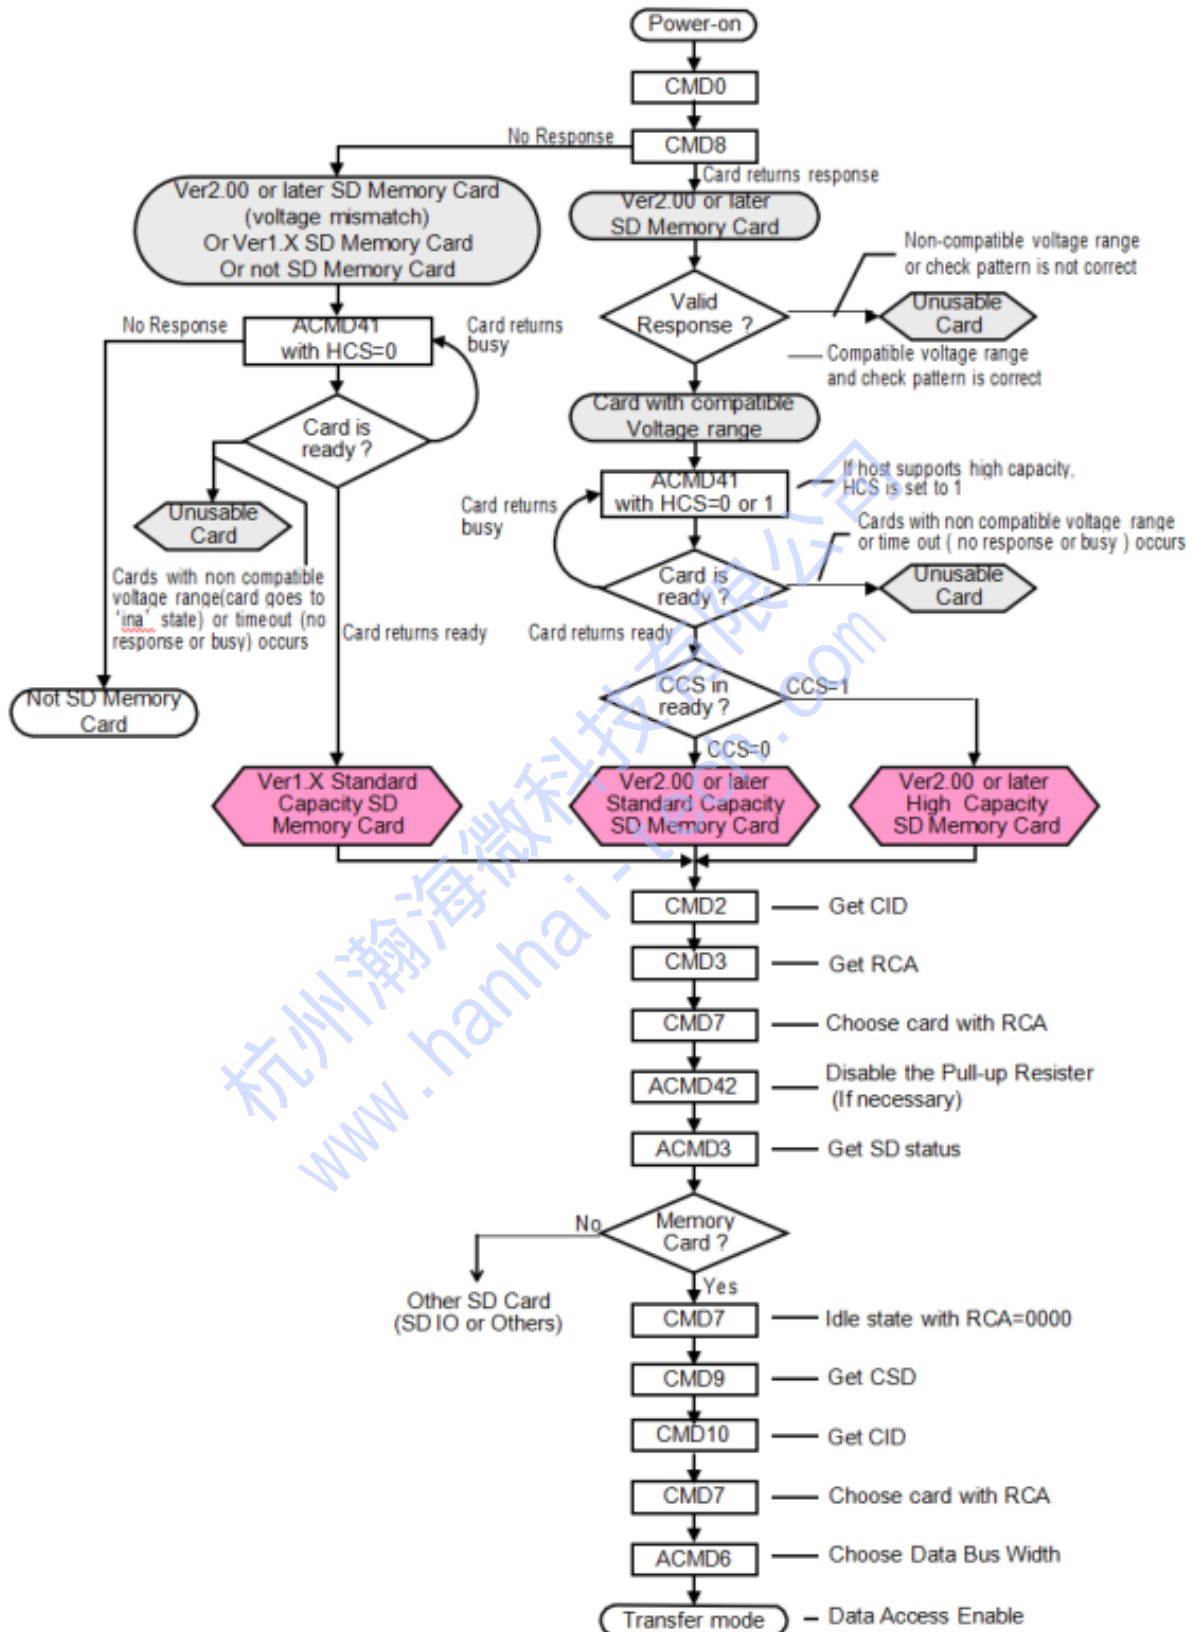 Power-on
CMD0
No Response
CMD8
Card returns response
Ver2.00 or later SD Memory Card
(voltage mismatch)
Or Ver1.X SD Memory Card
Or not SD Memory Card
Ver2.00 or later
SD Memory Card
Non-compatible voltage range
or check pattern is not correct
Valid
Response ?
Unusable
Card
No Response
ACMD41
with HCS=0
Card returns
busy
Compatible voltage range
and check pattern is correct
Card is
ready ?
Card with compatible
Voltage range
ACMD41
with HCS=0 or 1
If host supports high capacity,
HCS is set to 1
Card returns
busy
Unusable
Card
Cards with non compatible voltage range
or time out ( no response or busy ) occurs
Card is
ready ?
Unusable
Card
Cards with non compatible
voltage range(card goes to
‘ina’ state) or timeout (no
response or busy) occurs
Card returns ready
Card returns ready
Not SD Memory
Card
CCS in
ready ?
CCS=1
CCS=0
Ver1.X Standard
Capacity SD
Memory Card
Ver2.00 or later
Standard Capacity
SD Memory Card
Ver2.00 or later
High Capacity
SD Memory Card
CMD2
Get CID
CMD3
Get RCA
CMD7
Choose card with RCA
ACMD42
Disable the Pull-up Resister
(If necessary)
ACMD3
Get SD status
Memory
Card ?
No
Yes
Other SD Card
(SD IO or Others)
CMD7
Idle state with RCA=0000
CMD9
Get CSD
CMD10
Get CID
CMD7
Choose card with RCA
ACMD6
Choose Data Bus Width
Transfer mode
Data Access Enable
杭州瀚海微科技有限公司
www.hanhai-tech.com